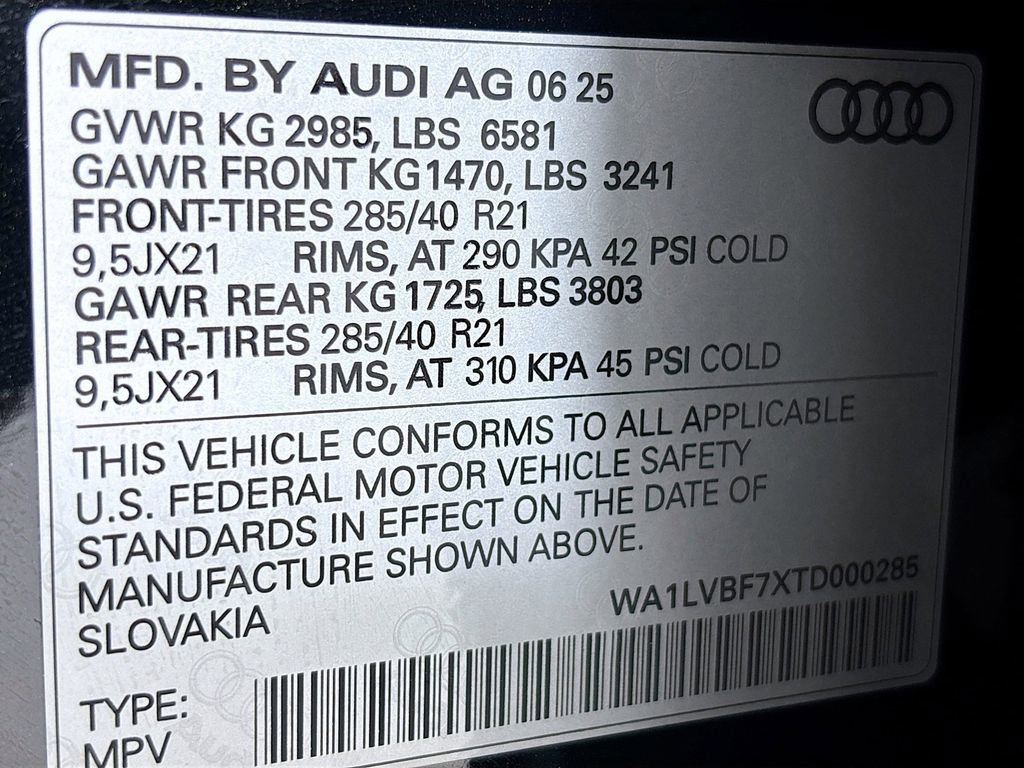 MFD. BY AUDI AG 06 25
GVWR KG 2985, LBS 6581
GAWR FRONT KG 1470, LBS 3241
FRONT-TIRES 285/40 R21
9,5JX21 RIMS, AT 290 KPA 42 PSI COLD
GAWR REAR KG 1725, LBS 3803
REAR-TIRES 285/40 R21
9,5JX21 RIMS, AT 310 KPA 45 PSI COLD
THIS VEHICLE CONFORMS TO ALL APPLICABLE
U.S. FEDERAL MOTOR VEHICLE SAFETY
STANDARDS IN EFFECT ON THE DATE OF
MANUFACTURE SHOWN ABOVE.
SLOVAKIA WA1LVBF7XTD000285
TYPE:
MPV